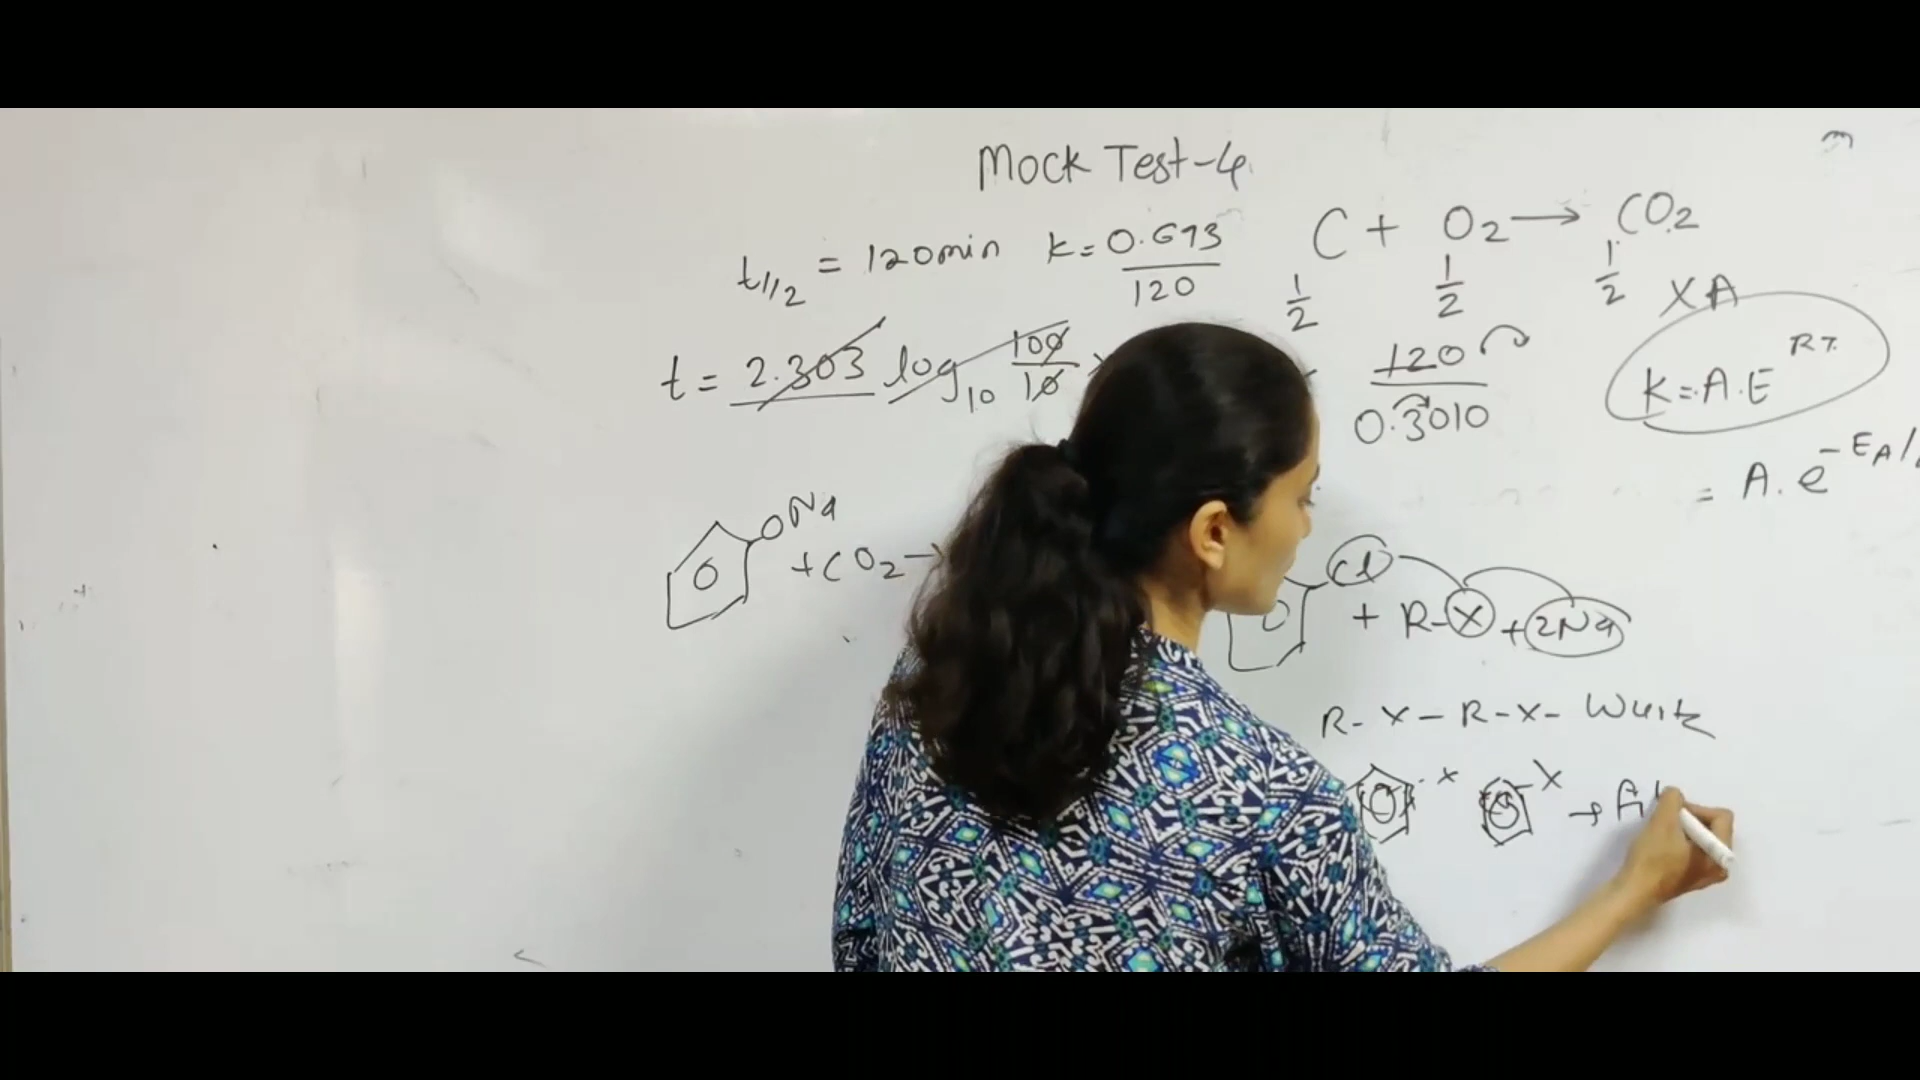 Mock Test-4
t1/2 = 120min K = 0.693/120
C + O2 → CO2
1/2 1/2 1/2
X A
t = 2.303 log10 100/10 ×
120/0.3010
K = A.E RT
= A. e -EA/
ONa
+ CO2 →
Cl + R-X + 2Na
R-X-R-X- Wurtz
X X →